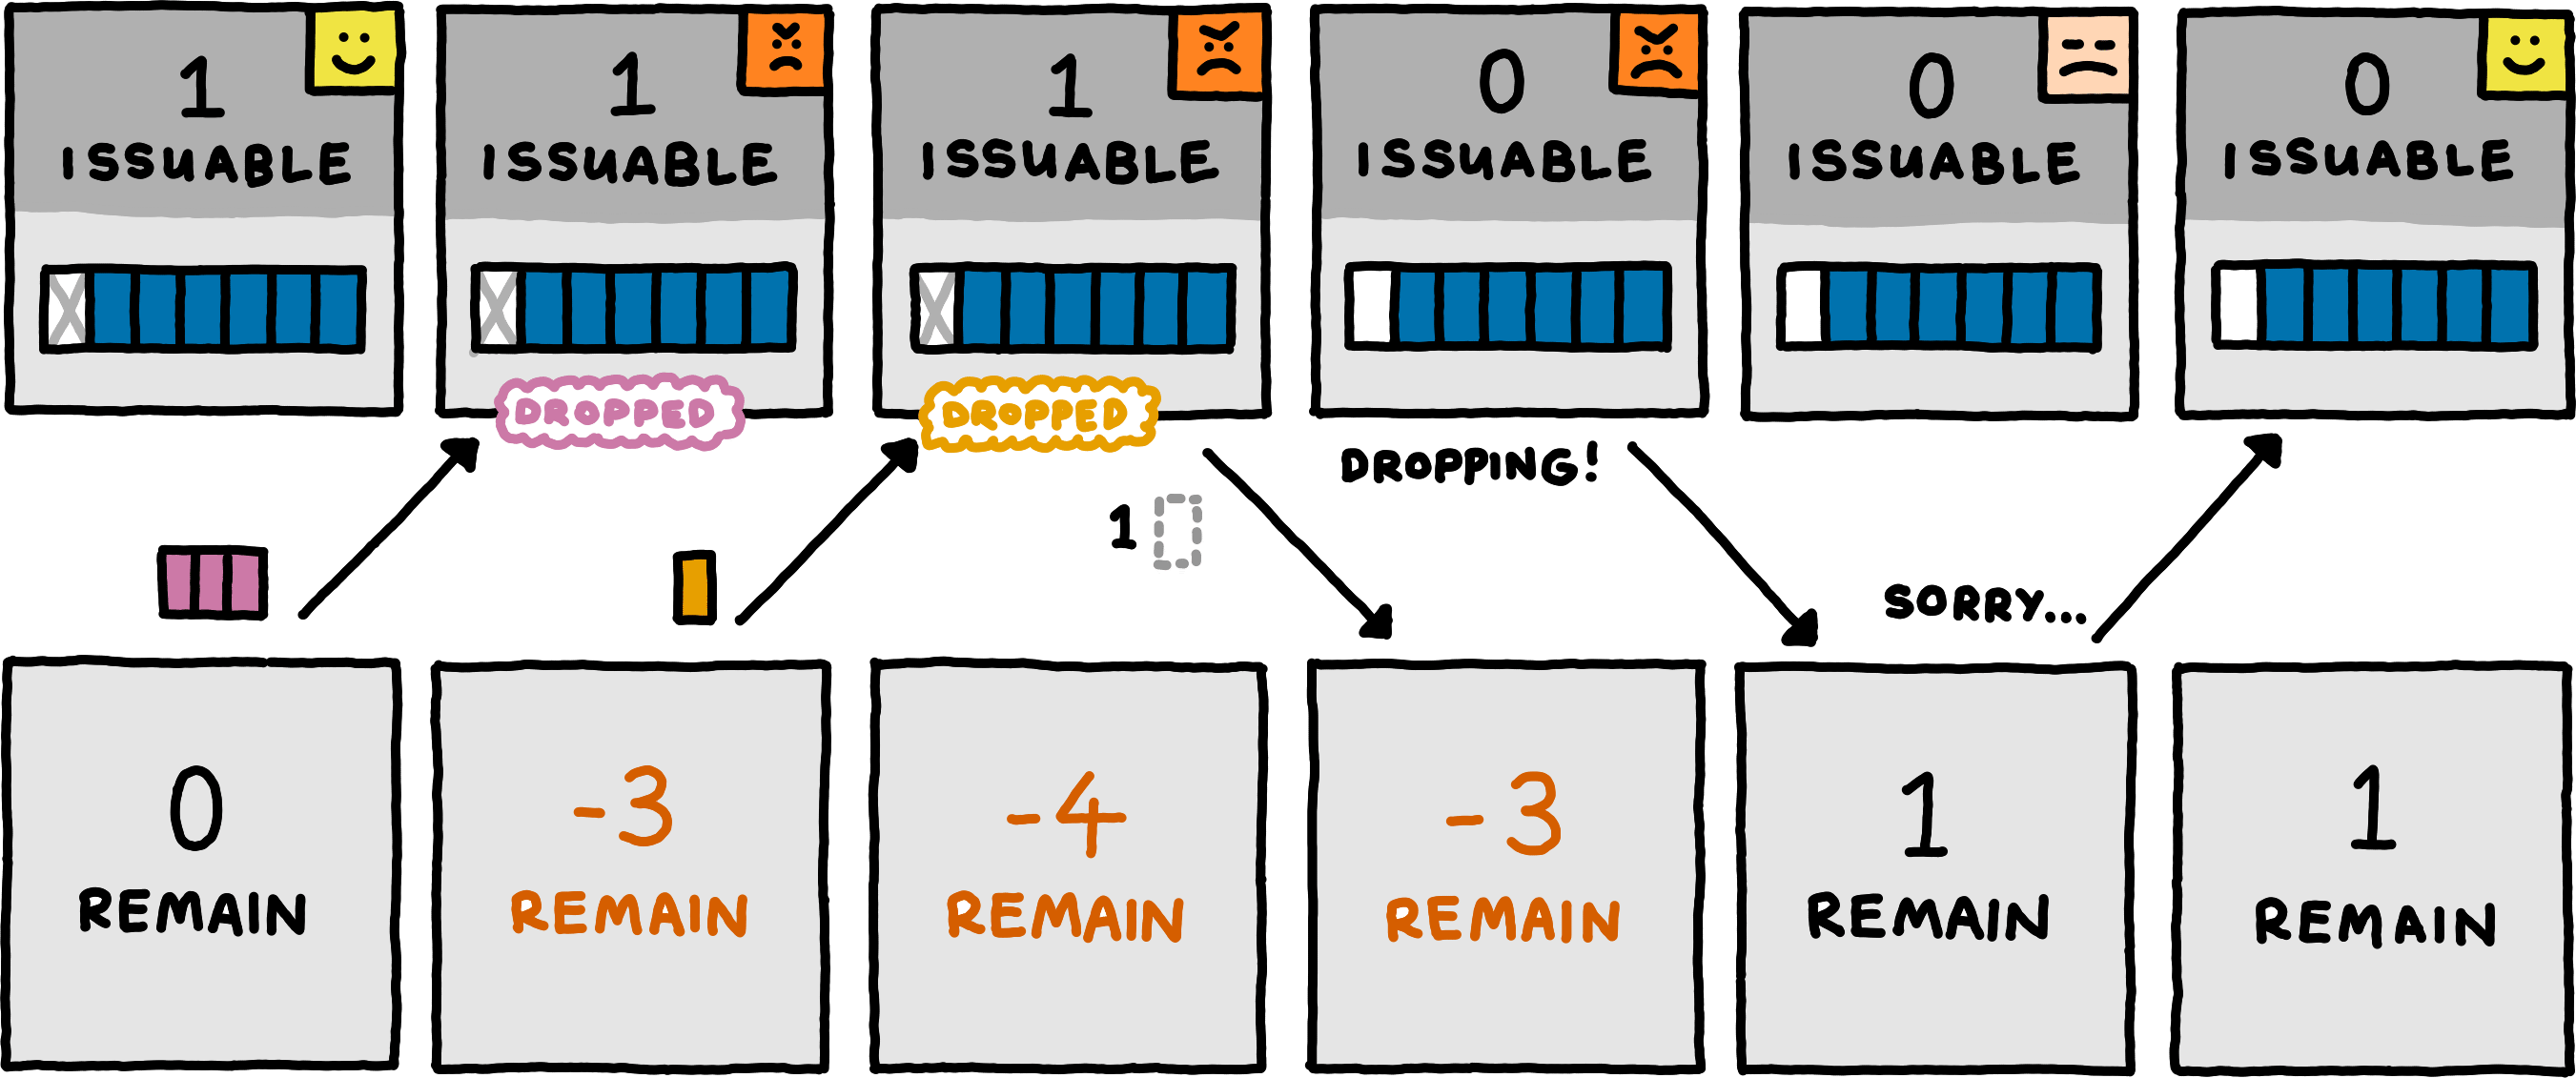 1
ISSUABLE
1
ISSUABLE
1
ISSUABLE
0
ISSUABLE
0
ISSUABLE
0
ISSUABLE
DROPPED
DROPPED
DROPPING!
1
SORRY...
0
REMAIN
-3
REMAIN
-4
REMAIN
-3
REMAIN
1
REMAIN
1
REMAIN